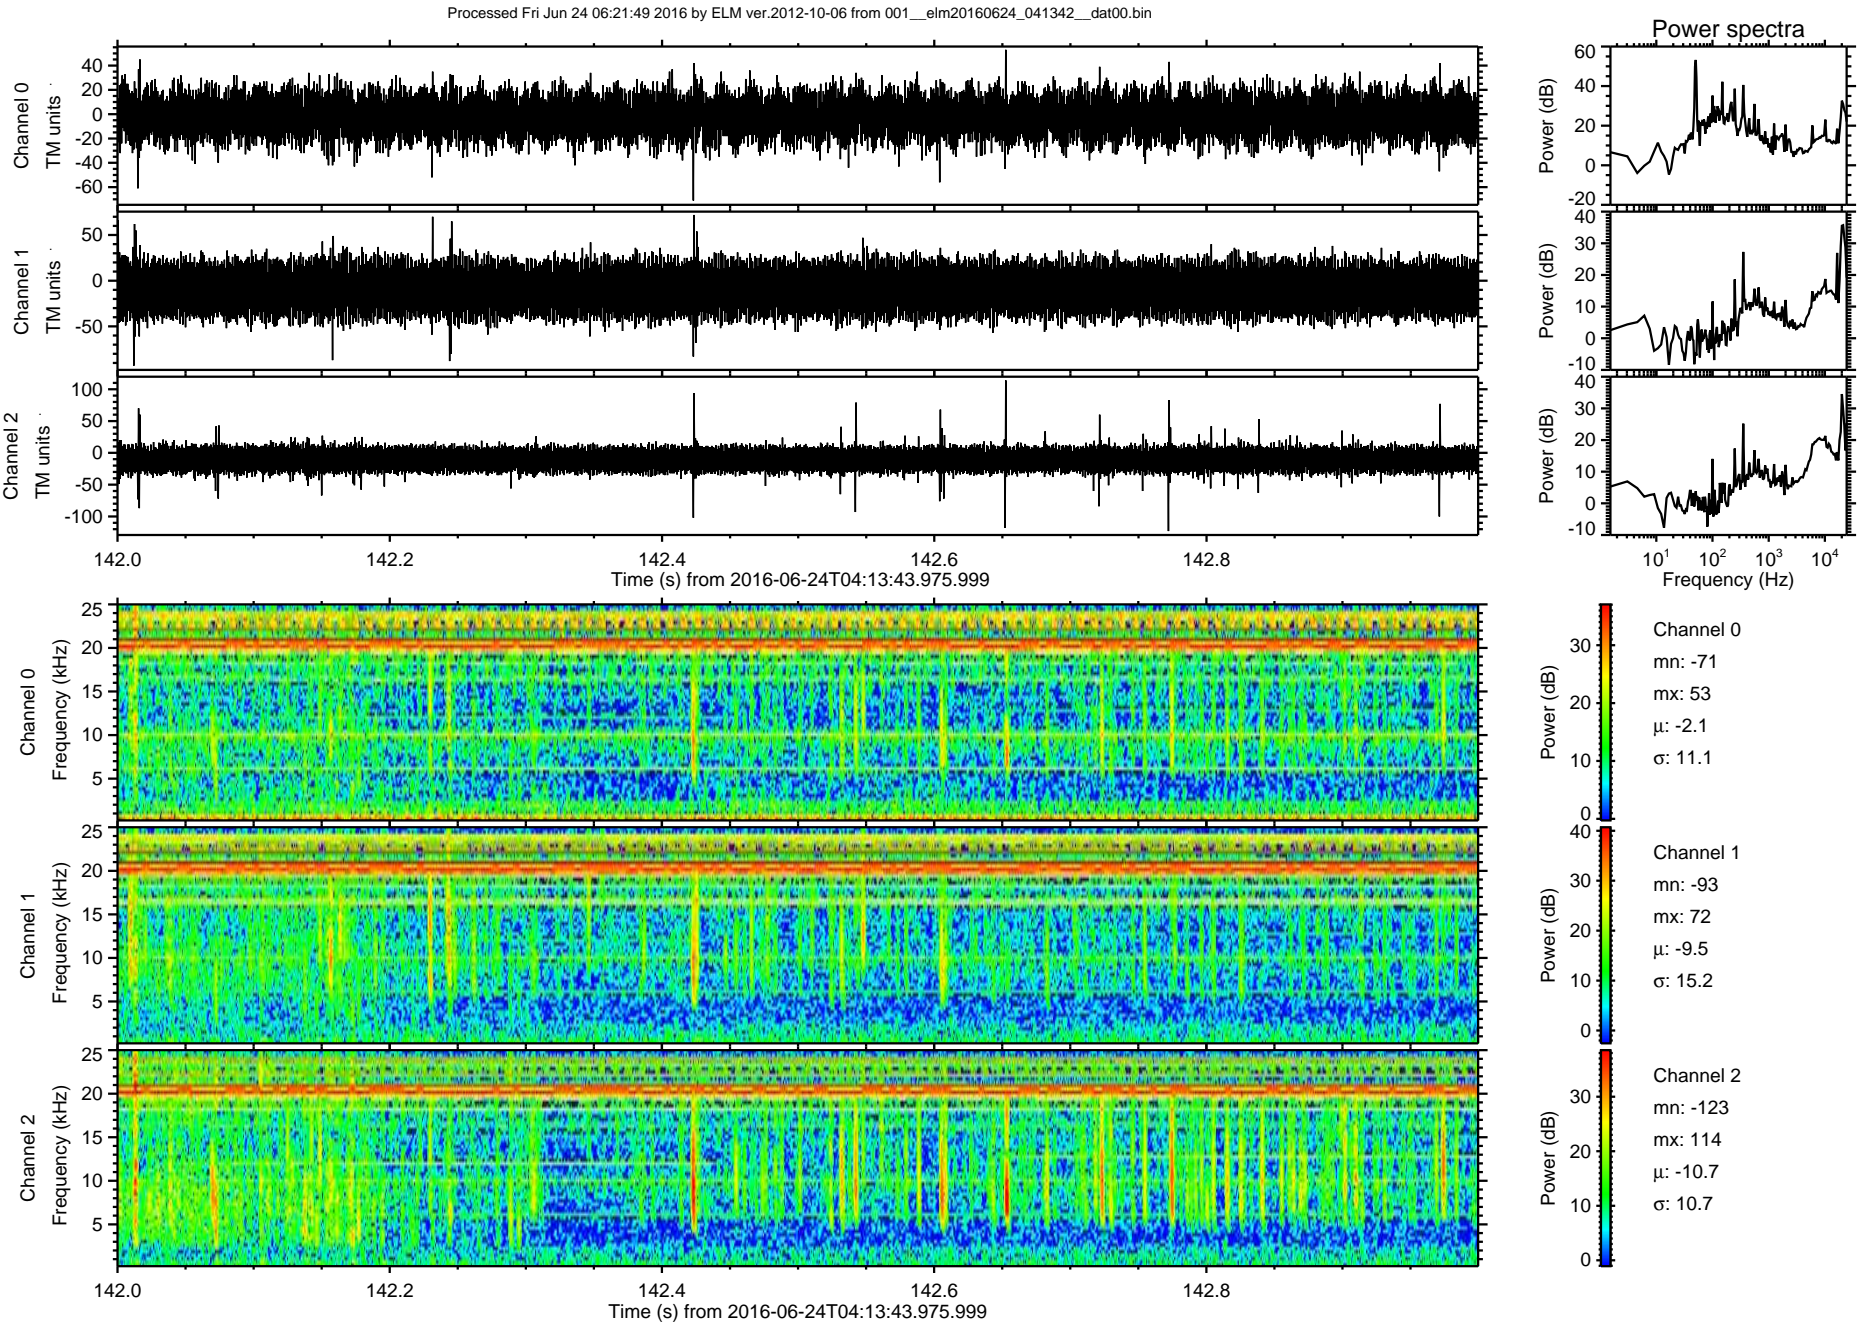 Processed Fri Jun 24 06:21:49 2016 by ELM ver.2012-10-06 from 001__elm20160624_041342__dat00.bin
Power spectra
Channel 0
TM units
40
20
0
-20
-40
-60
Power (dB)
60
40
20
0
-20
Channel 1
TM units
50
0
-50
Power (dB)
40
30
20
10
0
-10
Channel 2
TM units
100
50
0
-50
-100
Power (dB)
40
30
20
10
0
-10
142.0 142.2 142.4 142.6 142.8
Time (s) from 2016-06-24T04:13:43.975.999
10¹ 10² 10³ 10⁴
Frequency (Hz)
Channel 0
Frequency (kHz)
25
20
15
10
5
Power (dB)
30
20
10
0
Channel 0
mn: -71
mx: 53
μ: -2.1
σ: 11.1
Channel 1
Frequency (kHz)
25
20
15
10
5
Power (dB)
40
30
20
10
0
Channel 1
mn: -93
mx: 72
μ: -9.5
σ: 15.2
Channel 2
Frequency (kHz)
25
20
15
10
5
Power (dB)
30
20
10
0
Channel 2
mn: -123
mx: 114
μ: -10.7
σ: 10.7
142.0 142.2 142.4 142.6 142.8
Time (s) from 2016-06-24T04:13:43.975.999